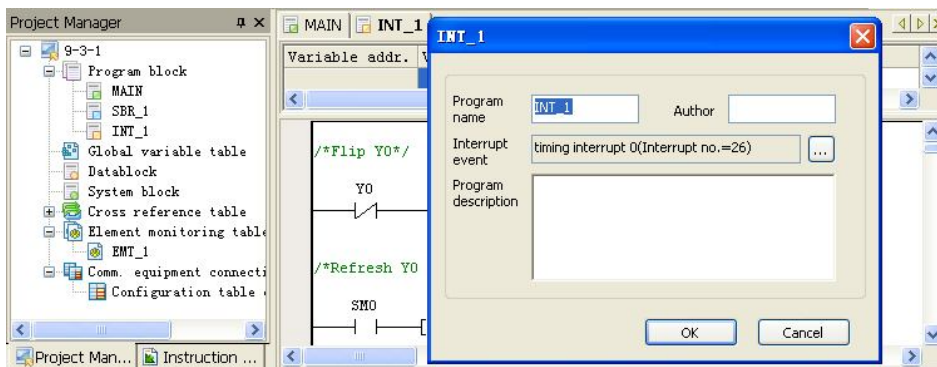 Project Manager
9-3-1
Program block
MAIN
SBR_1
INT_1
Global variable table
Datablock
System block
Cross reference table
Element monitoring table
EMT_1
Comm. equipment connecti
Configuration table
Project Man...
Instruction ...
MAIN
INT_1
Variable addr.
/*Flip Y0*/
Y0
/*Refresh Y0
SM0
INT_1
Program name
INT_1
Author
Interrupt event
timing interrupt 0(Interrupt no.=26)
...
Program description
OK
Cancel